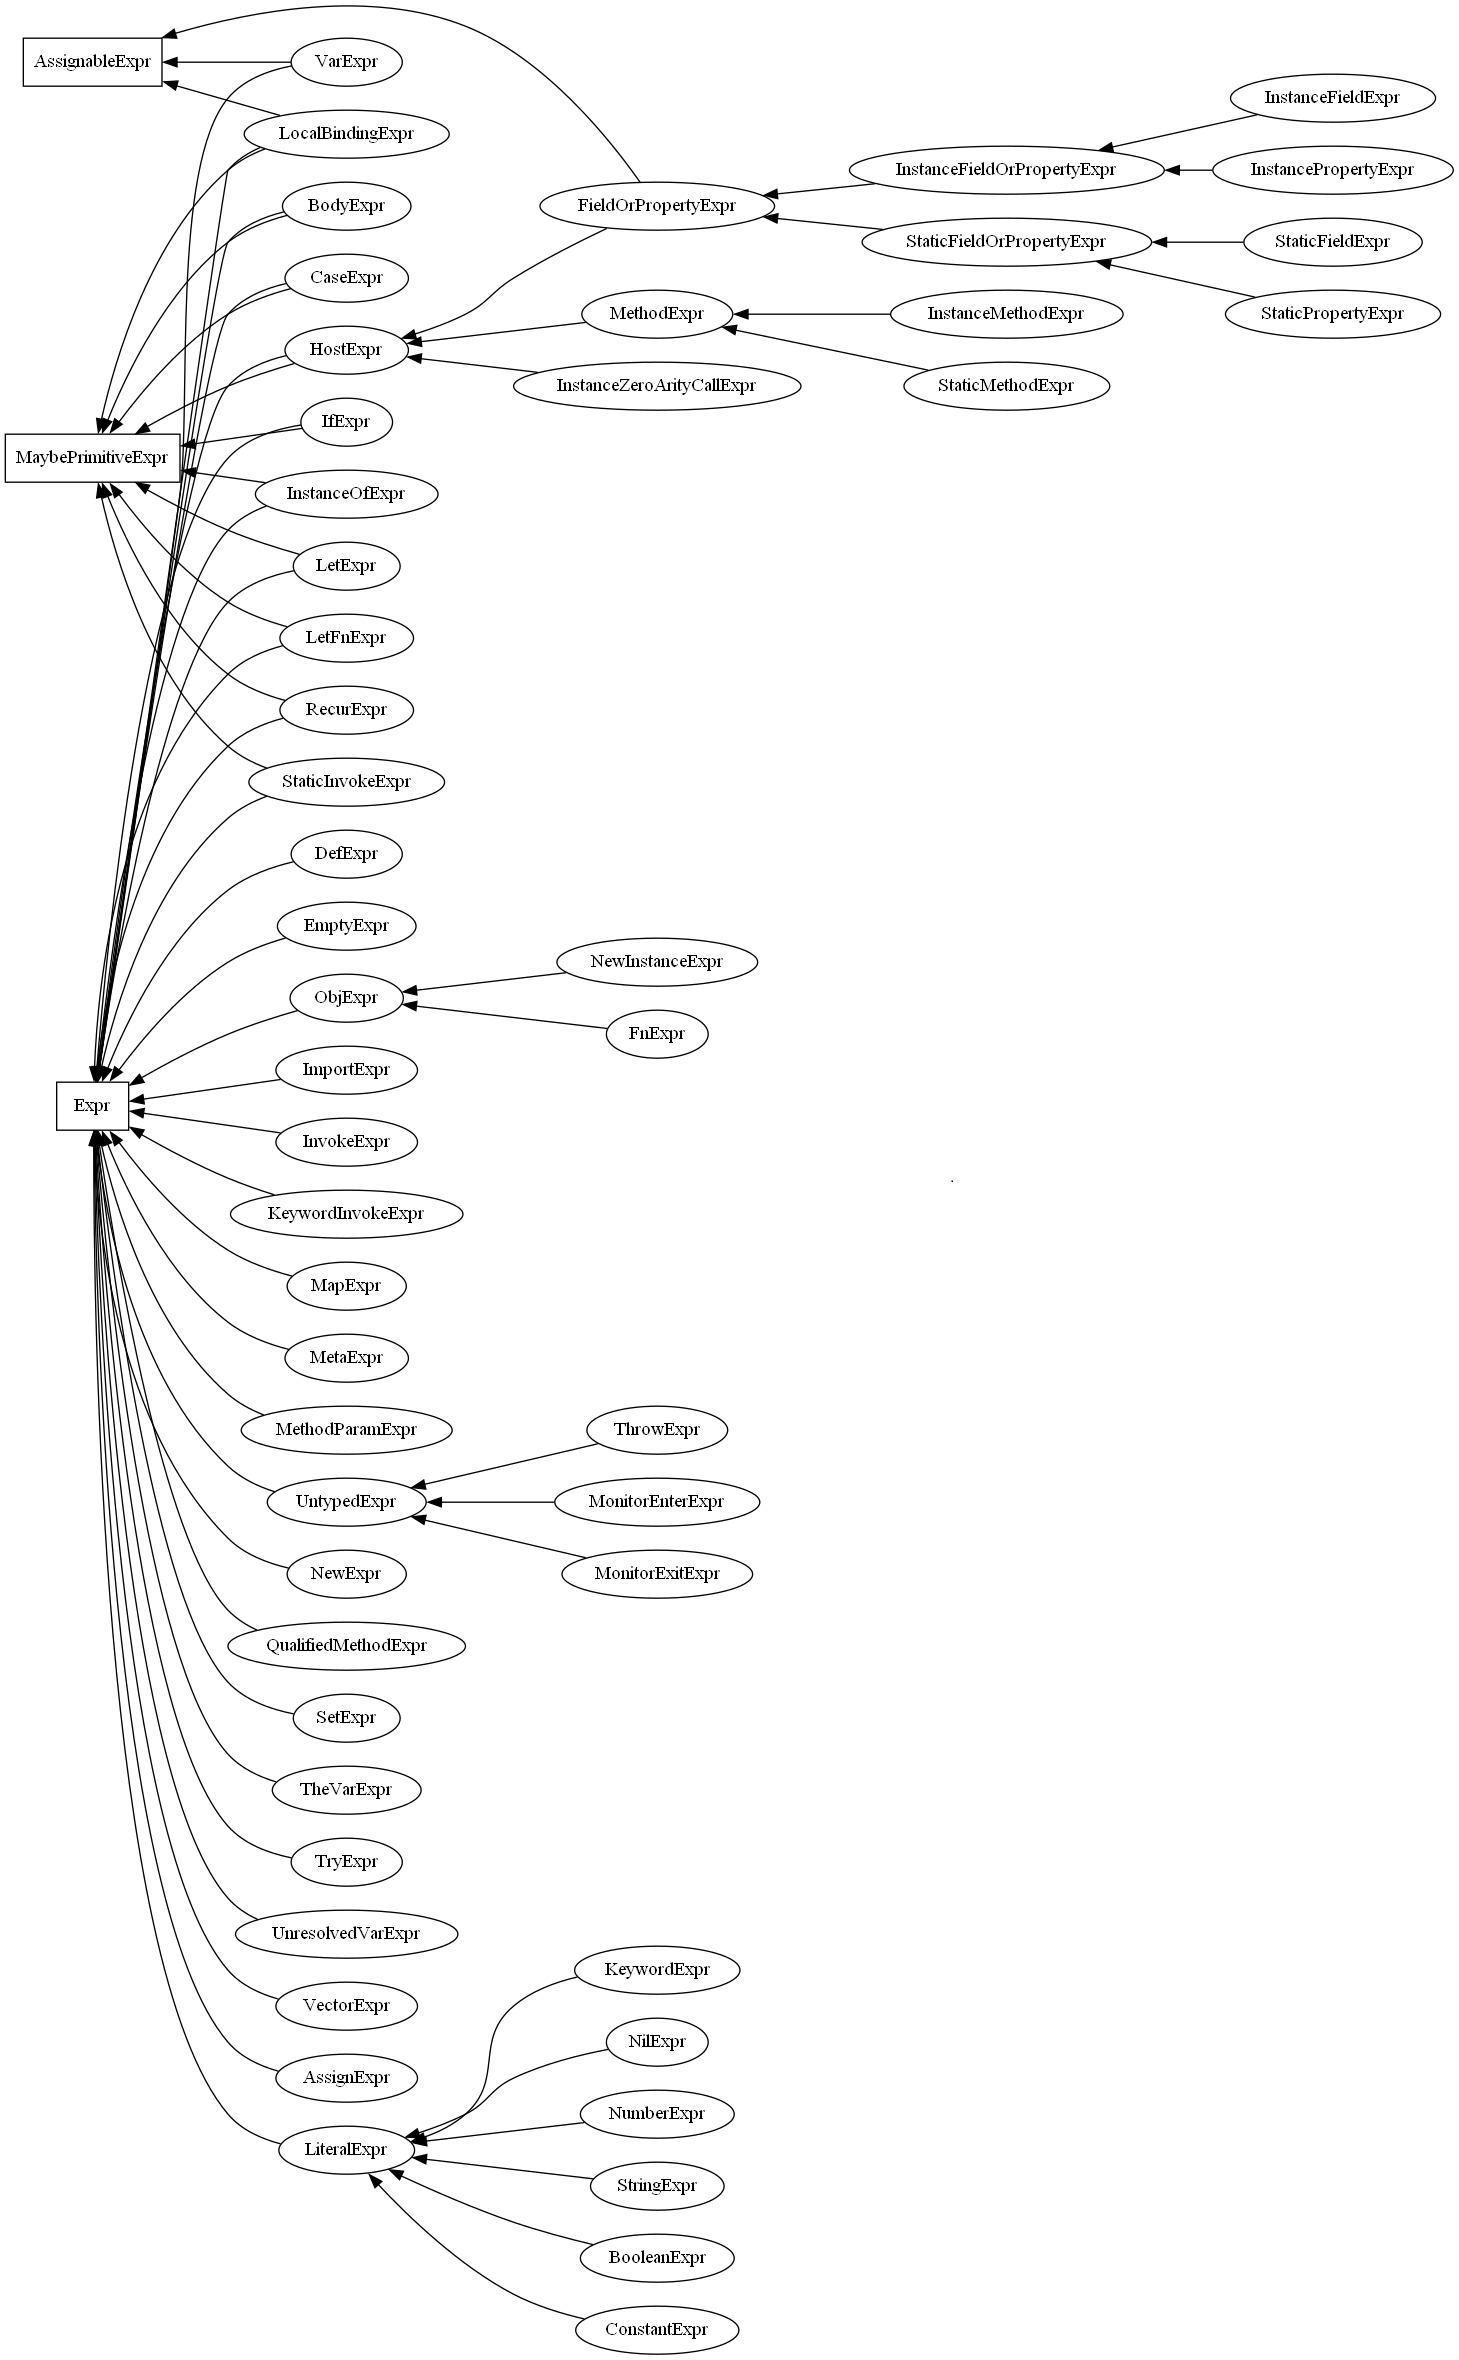 AssignableExpr
VarExpr
LocalBindingExpr
InstanceFieldExpr
InstanceFieldOrPropertyExpr
InstancePropertyExpr
BodyExpr
FieldOrPropertyExpr
StaticFieldOrPropertyExpr
StaticFieldExpr
CaseExpr
MethodExpr
InstanceMethodExpr
StaticPropertyExpr
HostExpr
InstanceZeroArityCallExpr
StaticMethodExpr
IfExpr
MaybePrimitiveExpr
InstanceOfExpr
LetExpr
LetFnExpr
RecurExpr
StaticInvokeExpr
DefExpr
EmptyExpr
NewInstanceExpr
ObjExpr
FnExpr
ImportExpr
Expr
InvokeExpr
KeywordInvokeExpr
MapExpr
MetaExpr
MethodParamExpr
ThrowExpr
UntypedExpr
MonitorEnterExpr
NewExpr
MonitorExitExpr
QualifiedMethodExpr
SetExpr
TheVarExpr
TryExpr
UnresolvedVarExpr
KeywordExpr
VectorExpr
NilExpr
AssignExpr
NumberExpr
LiteralExpr
StringExpr
BooleanExpr
ConstantExpr